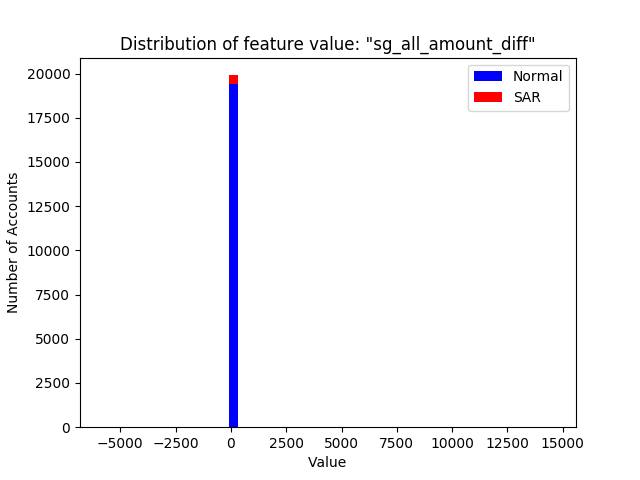 Distribution of feature value: "sg_all_amount_diff"
Normal
SAR
20000
17500
15000
12500
10000
7500
5000
2500
0
Number of Accounts
−5000 −2500 0 2500 5000 7500 10000 12500 15000
Value